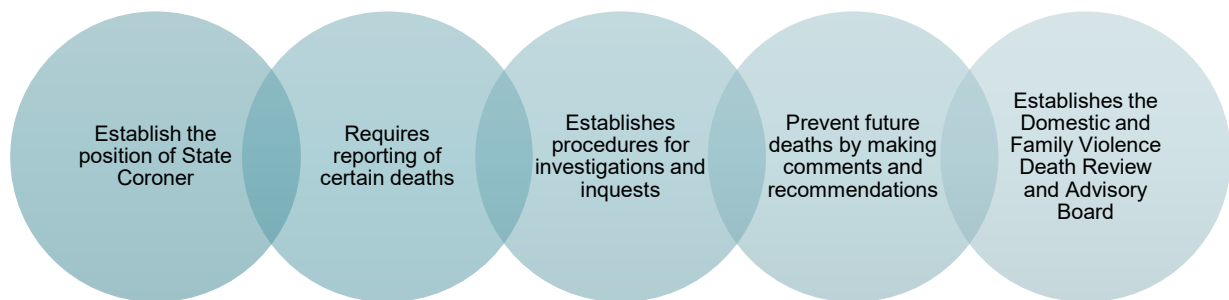 Establish the
position of State
Coroner
Requires
reporting of
certain deaths
Establishes
procedures for
investigations and
inquests
Prevent future
deaths by making
comments and
recommendations
Establishes the
Domestic and
Family Violence
Death Review
and Advisory
Board